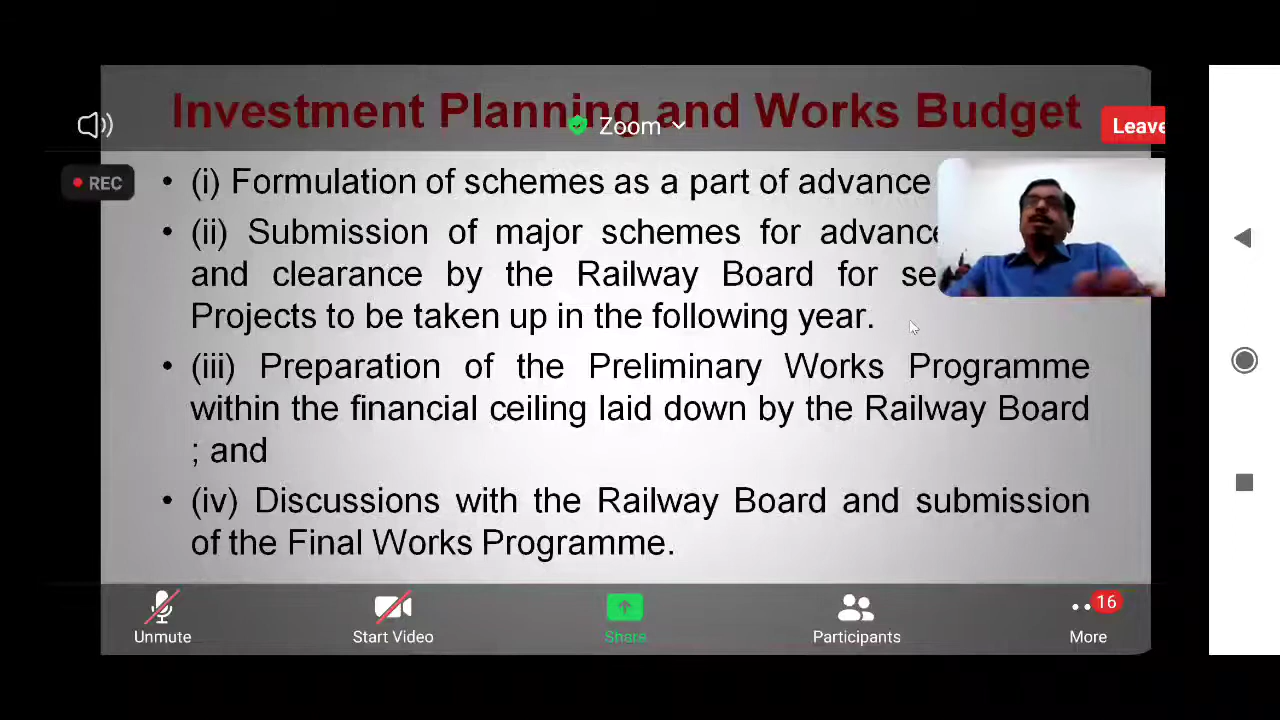 Investment Planning and Works Budget
Zoom
Leave
REC
• (i) Formulation of schemes as a part of advance
• (ii) Submission of major schemes for advance
and clearance by the Railway Board for
Projects to be taken up in the following year.
• (iii) Preparation of the Preliminary Works Programme
within the financial ceiling laid down by the Railway Board
; and
• (iv) Discussions with the Railway Board and submission
of the Final Works Programme.
Unmute
Start Video
Share
Participants
16
More